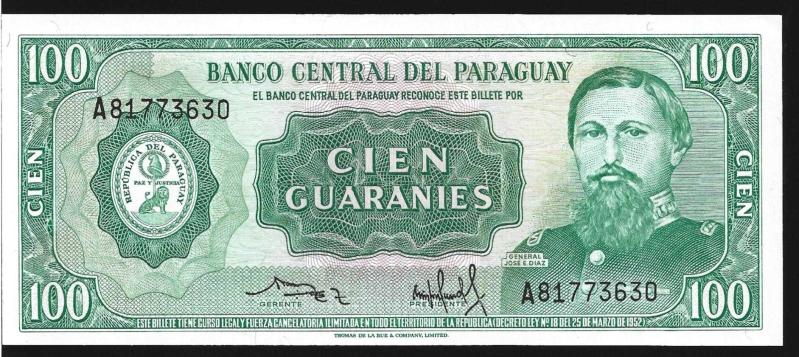 100
BANCO CENTRAL DEL PARAGUAY
100
EL BANCO CENTRAL DEL PARAGUAY RECONOCE ESTE BILLETE POR
A81773630
CIEN
REPÚBLICA DEL PARAGUAY
PAZ Y JUSTICIA
CIEN
GUARANIES
CIEN
GENERAL
JOSE E. DIAZ
A81773630
GERENTE
PRESIDENTE
100
100
ESTE BILLETE TIENE CURSO LEGAL Y FUERZA CANCELATORIA ILIMITADA EN TODO EL TERRITORIO DE LA REPUBLICA (DECRETO LEY Nº 18 DEL 25 DE MARZO DE 1952)
THOMAS DE LA RUE & COMPANY, LIMITED.